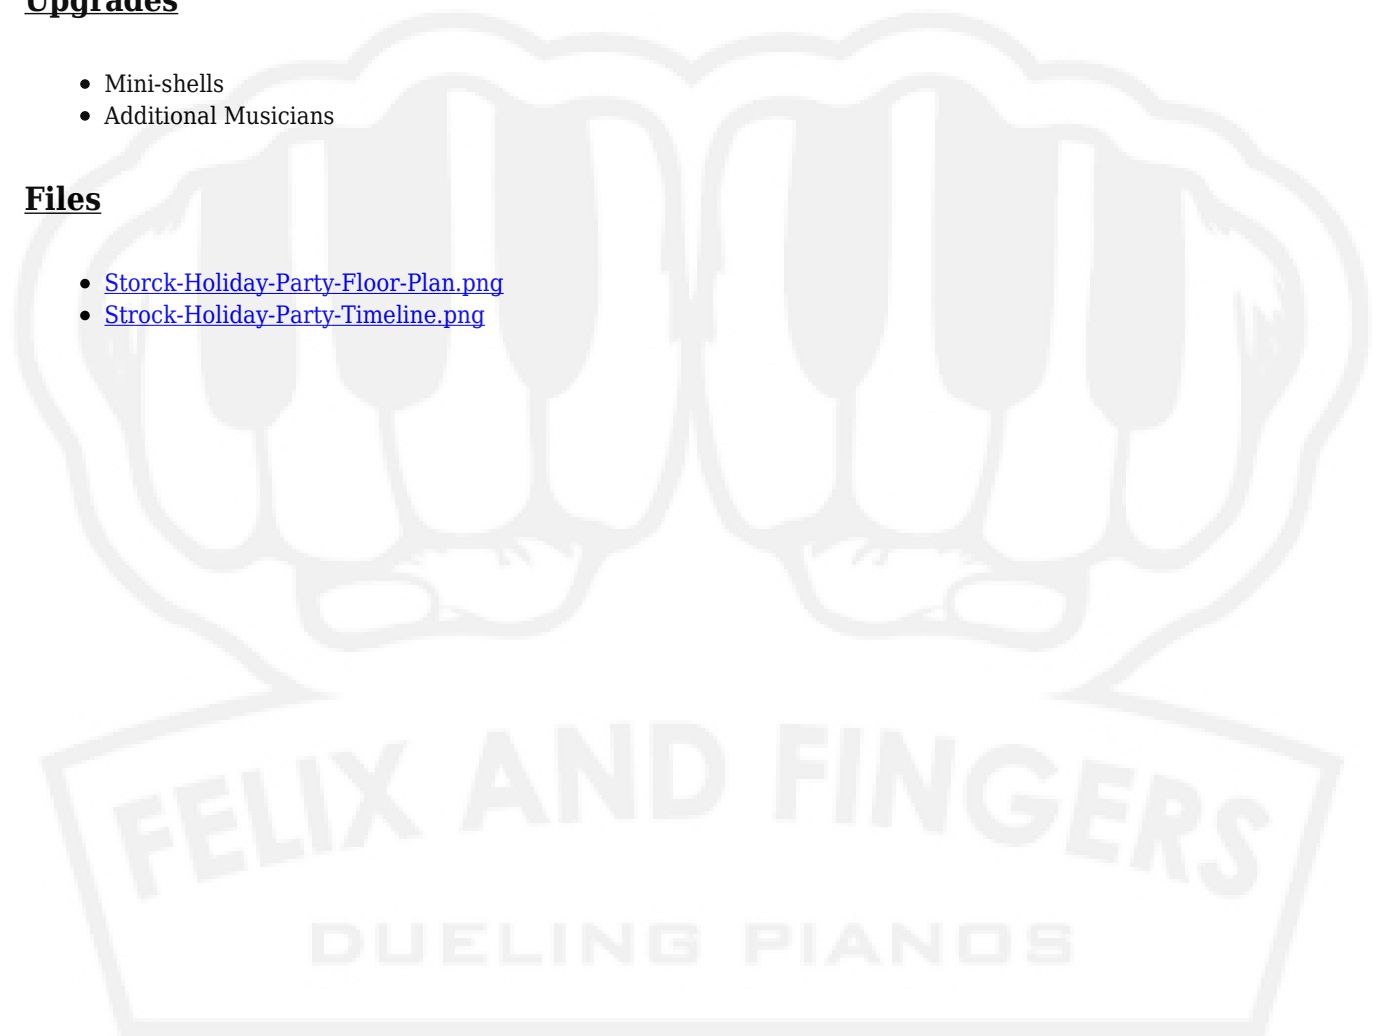 Upgrades
Mini-shells
Additional Musicians
Files
Storck-Holiday-Party-Floor-Plan.png
Strock-Holiday-Party-Timeline.png
FELIX AND FINGERS
DUELING PIANOS